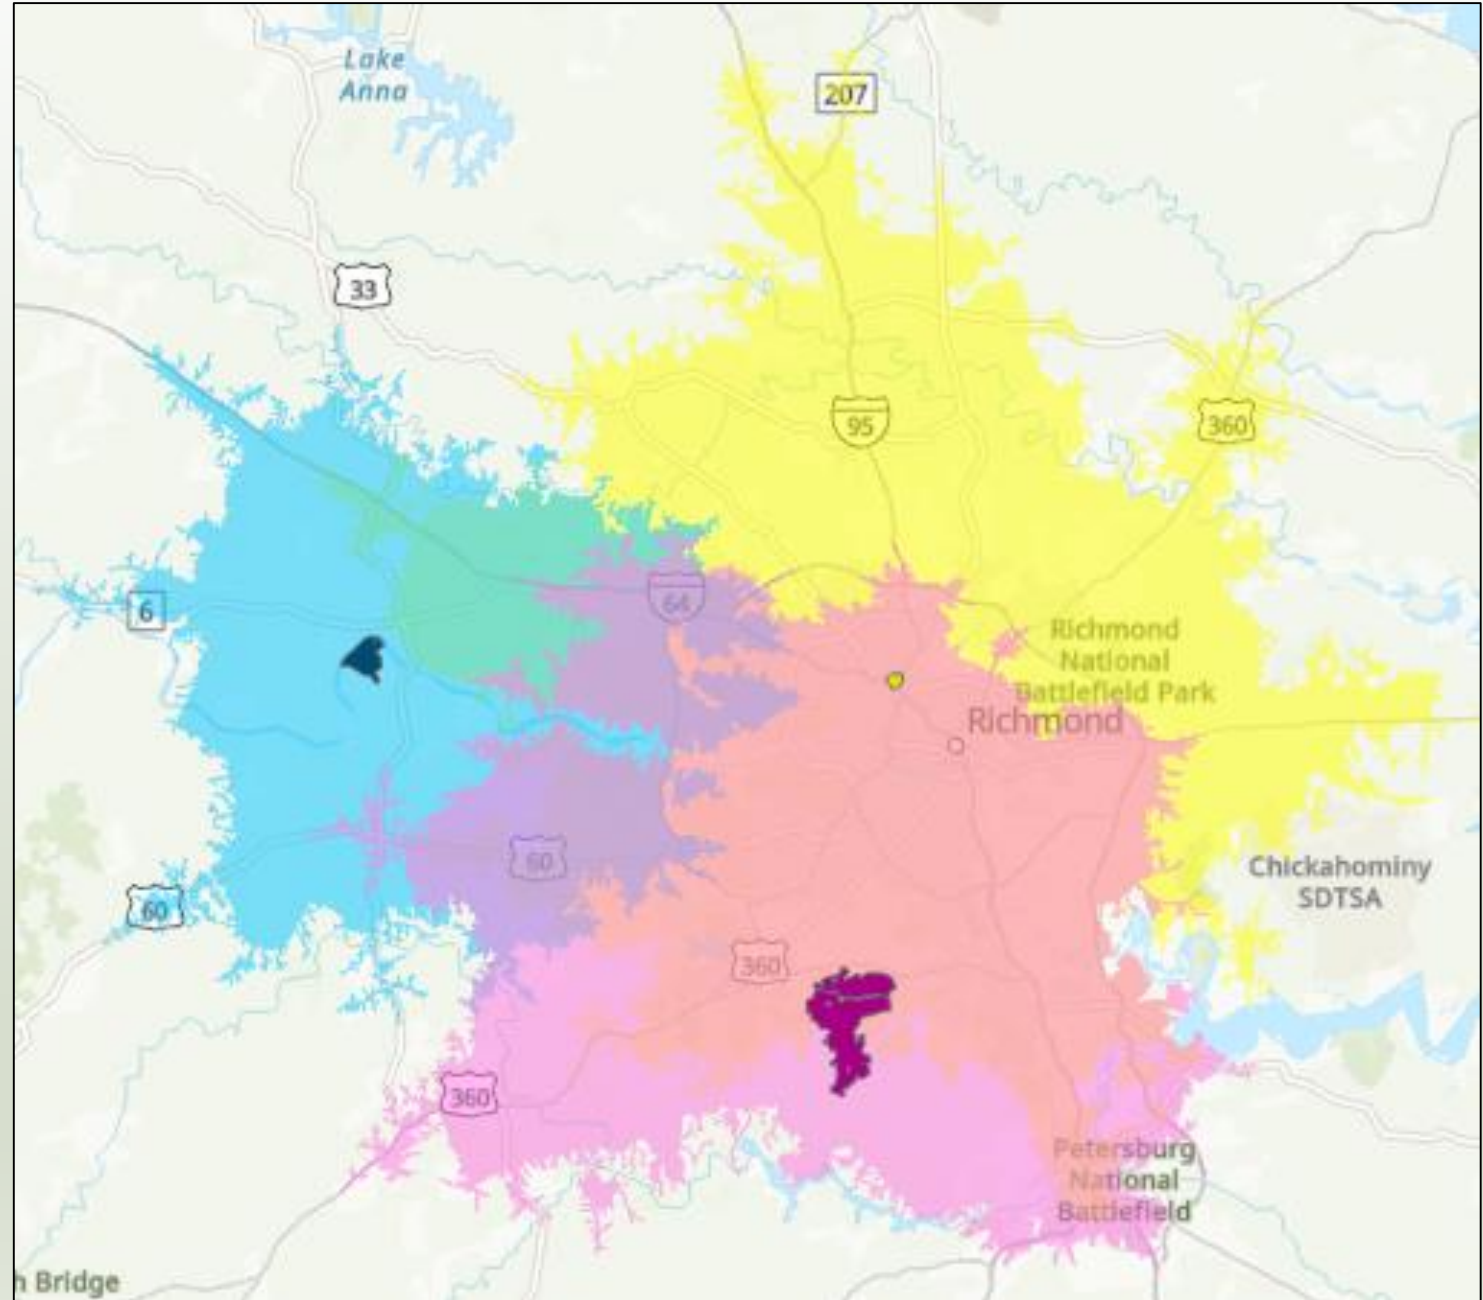 Lake
Anna
207
33
95
360
6
64
Richmond
National
Battlefield Park
Richmond
60
60
Chickahominy
SDTSA
360
360
Petersburg
National
Battlefield
h Bridge